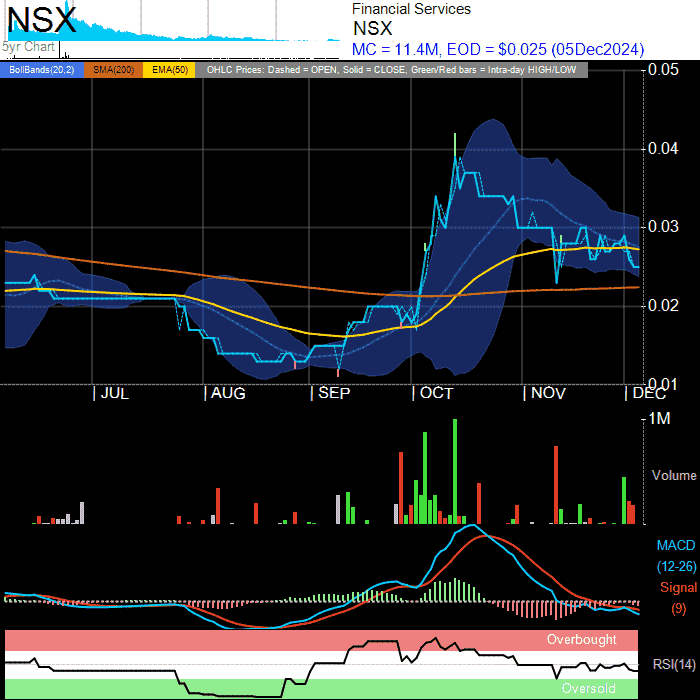 NSX
5yr Chart
Financial Services
NSX
MC = 11.4M, EOD = $0.025 (05Dec2024)
BollBands(20,2) SMA(200) EMA(50) OHLC Prices: Dashed = OPEN, Solid = CLOSE, Green/Red bars = Intra-day HIGH/LOW
0.05
0.04
0.03
0.02
0.01
JUL AUG SEP OCT NOV DEC
1M
Volume
MACD
(12-26)
Signal
(9)
Overbought
RSI(14)
Oversold